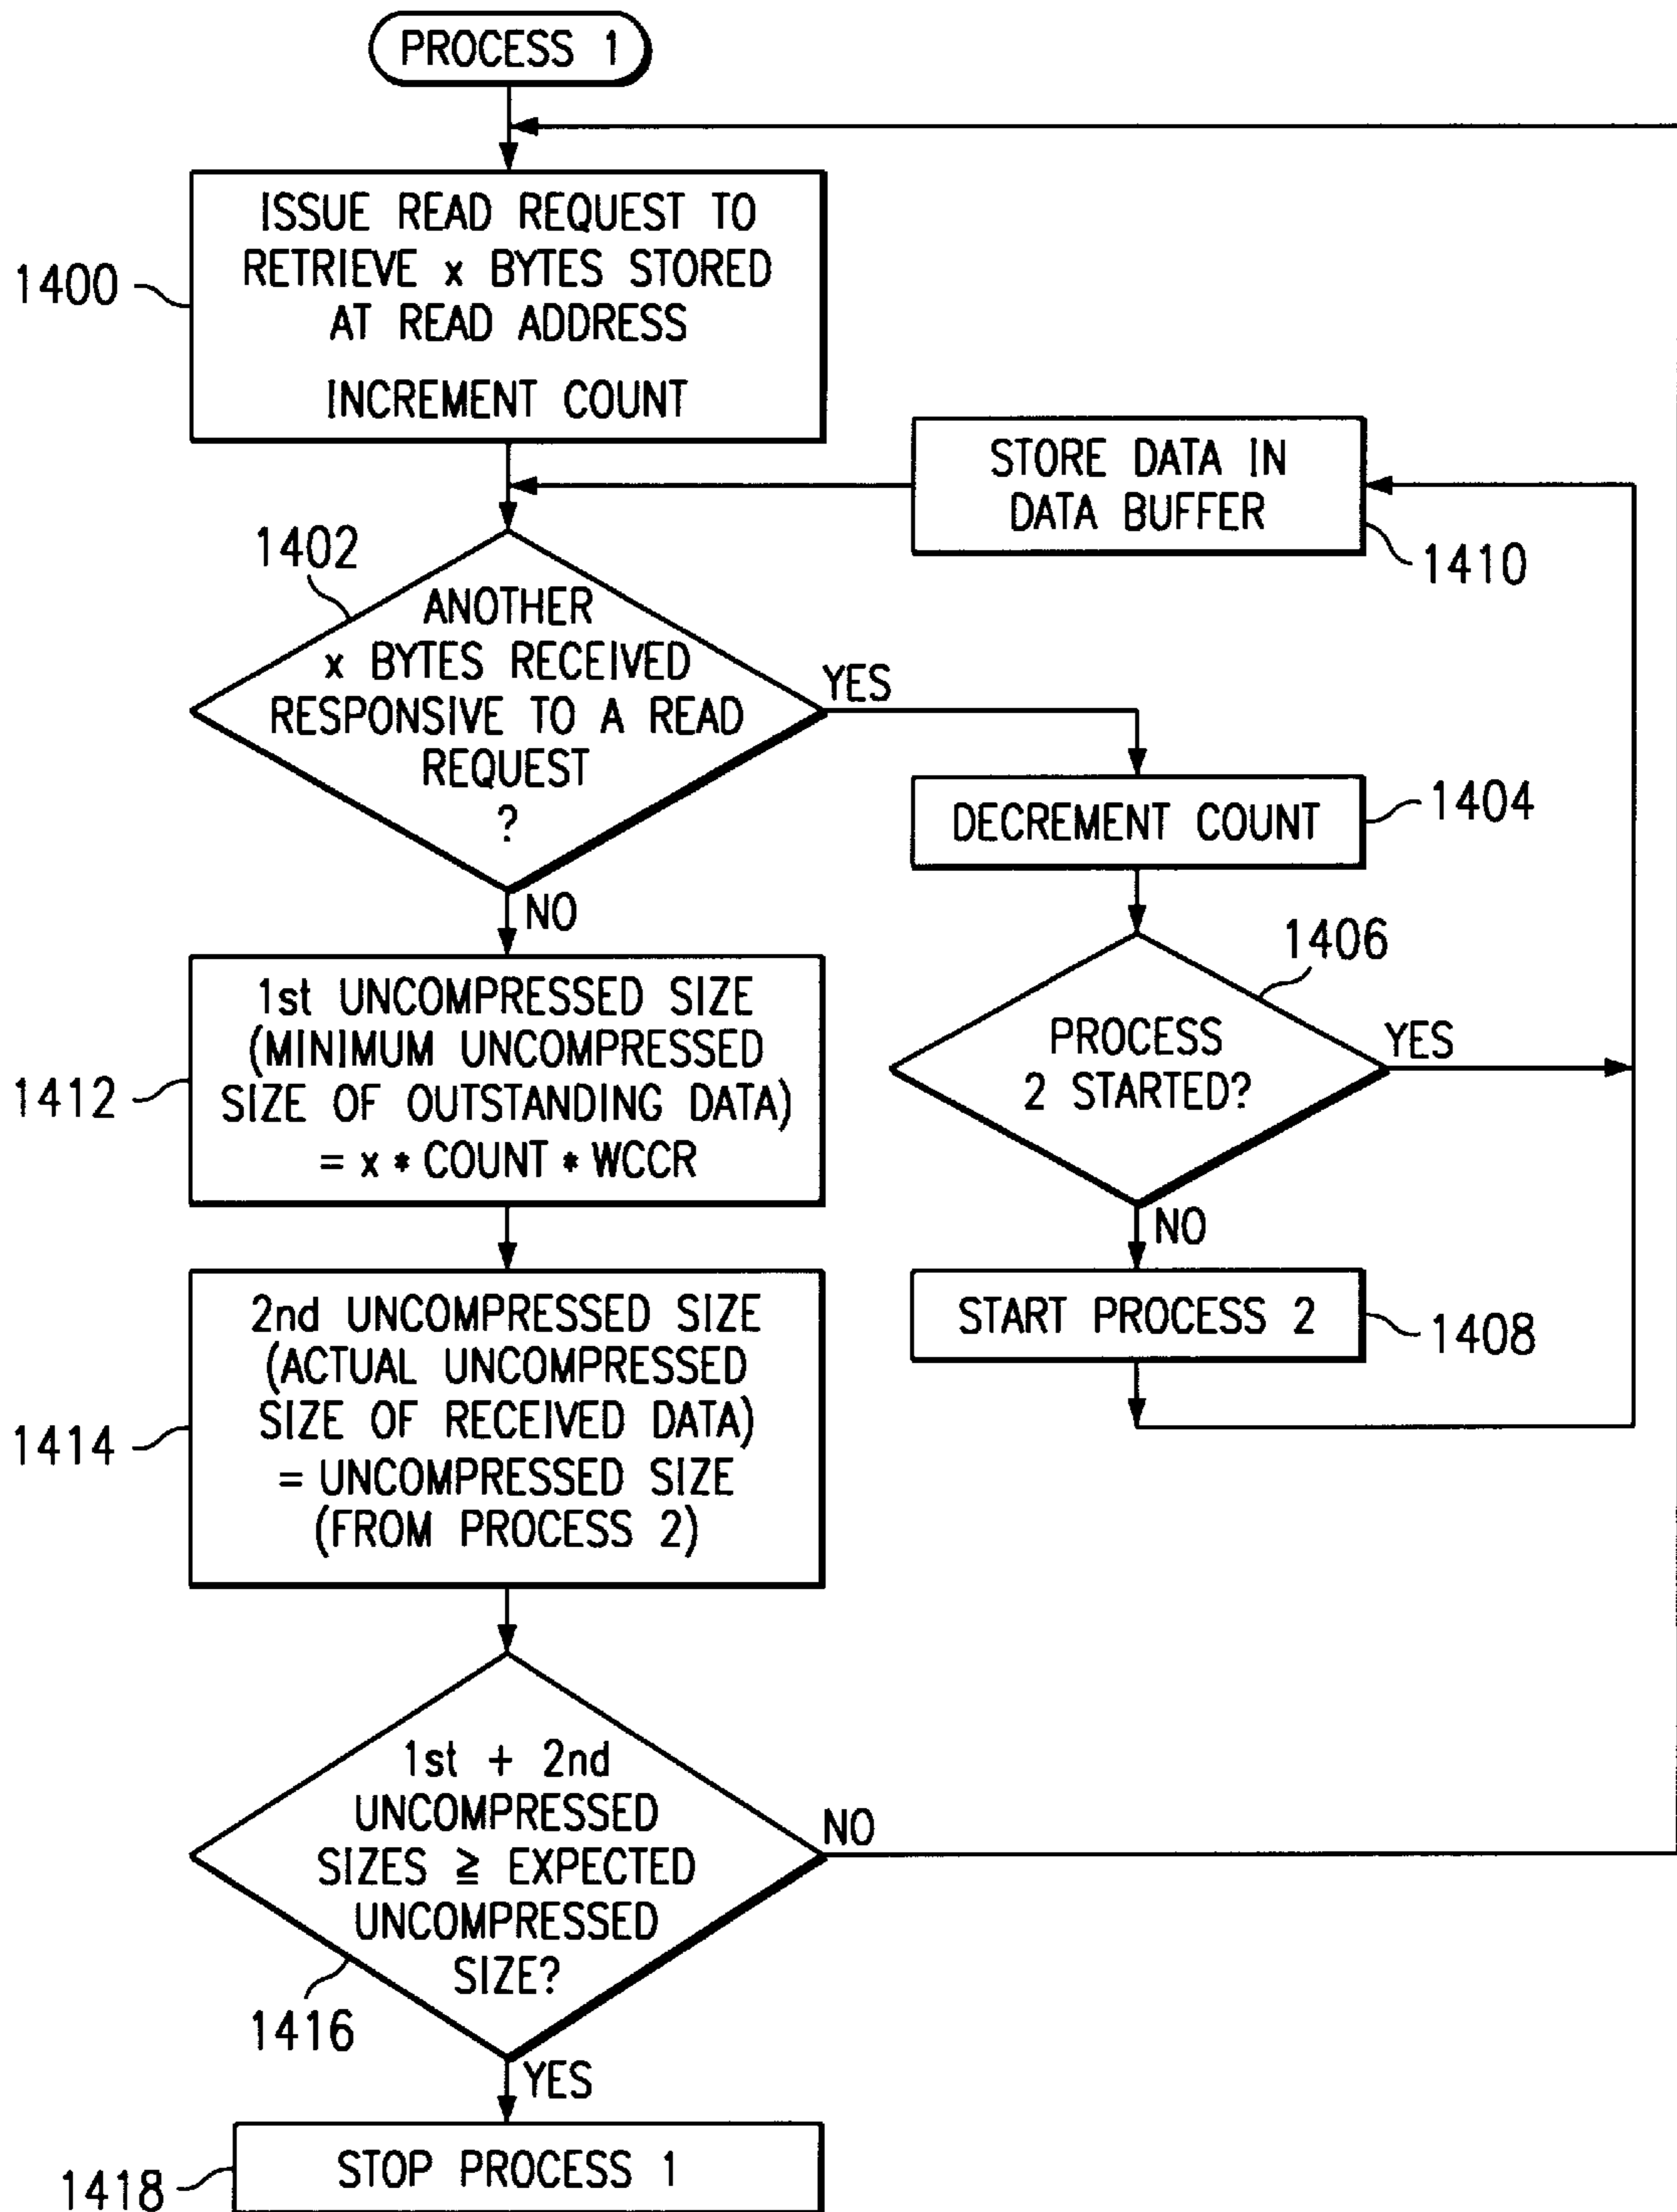 PROCESS 1
ISSUE READ REQUEST TO
RETRIEVE x BYTES STORED
AT READ ADDRESS
INCREMENT COUNT
1400
STORE DATA IN
DATA BUFFER
1410
1402
ANOTHER
x BYTES RECEIVED
RESPONSIVE TO A READ
REQUEST
?
YES
NO
DECREMENT COUNT
1404
1406
PROCESS
2 STARTED?
YES
NO
START PROCESS 2
1408
1st UNCOMPRESSED SIZE
(MINIMUM UNCOMPRESSED
SIZE OF OUTSTANDING DATA)
= x * COUNT * WCCR
1412
2nd UNCOMPRESSED SIZE
(ACTUAL UNCOMPRESSED
SIZE OF RECEIVED DATA)
= UNCOMPRESSED SIZE
(FROM PROCESS 2)
1414
1st + 2nd
UNCOMPRESSED
SIZES ≥ EXPECTED
UNCOMPRESSED
SIZE?
NO
1416
YES
STOP PROCESS 1
1418